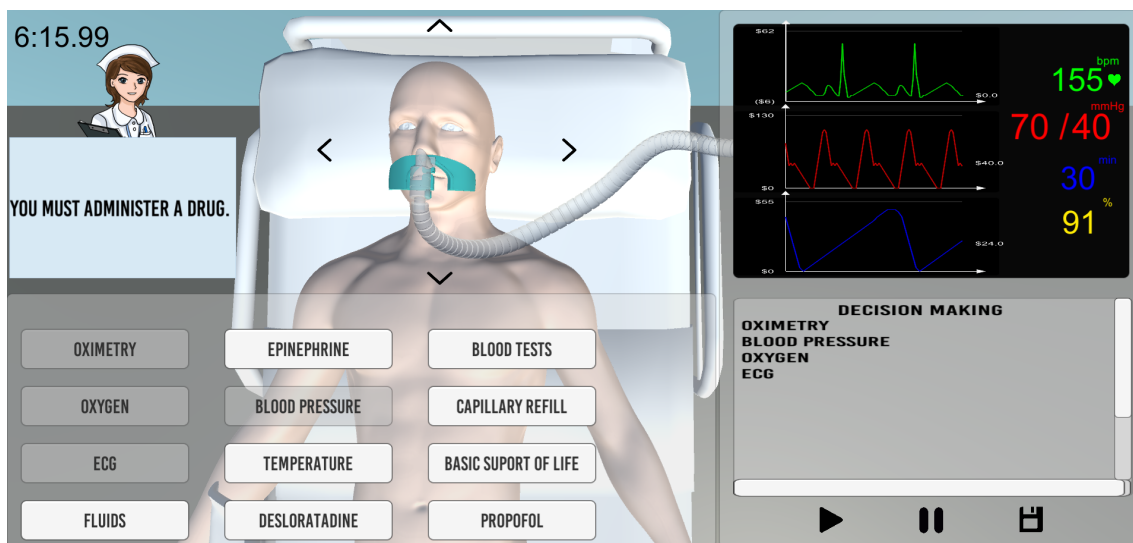 6:15.99
YOU MUST ADMINISTER A DRUG.
$62
($6)
$0.0
bpm
155
$130
$0
$40.0
mmHg
70 /40
min
30
$66
$0
$24.0
%
91
OXIMETRY
EPINEPHRINE
BLOOD TESTS
OXYGEN
BLOOD PRESSURE
CAPILLARY REFILL
ECG
TEMPERATURE
BASIC SUPORT OF LIFE
FLUIDS
DESLORATADINE
PROPOFOL
DECISION MAKING
OXIMETRY
BLOOD PRESSURE
OXYGEN
ECG